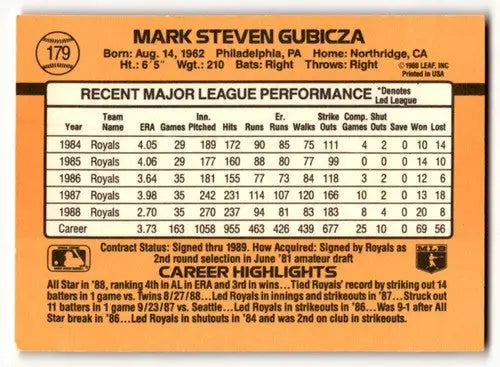 179
MARK STEVEN GUBICZA
Born: Aug. 14, 1962 Philadelphia, PA Home: Northridge, CA
Ht.: 6'5" Wgt.: 210 Bats: Right Throws: Right
©1988 LEAF, INC
Printed in USA
RECENT MAJOR LEAGUE PERFORMANCE *Denotes Led League
Year Team Name ERA Games Inn. Pitched Hits Runs Er. Runs Walks Strike Outs Comp. Games Shut Outs Save Won Lost
1984 Royals 4.05 29 189 172 90 85 75 111 4 2 0 10 14
1985 Royals 4.06 29 177 160 88 80 77 99 0 0 0 14 10
1986 Royals 3.64 35 181 155 77 73 84 118 3 2 0 12 6
1987 Royals 3.98 35 242 231 114 107 120 166 10 2 0 13 18
1988 Royals 2.70 35 270 237 94 81 83 183 8 4 0 20 8
Career 3.73 163 1058 955 463 426 439 677 25 10 0 69 56
Contract Status: Signed thru 1989. How Acquired: Signed by Royals as
2nd round selection in June '81 amateur draft
MLB
CAREER HIGHLIGHTS
All Star in '88, ranking 4th in AL in ERA and 3rd in wins...Tied Royals' record by striking out 14
batters in 1 game vs. Twins 8/27/88...Led Royals in innings and strikeouts in '87...Struck out
11 batters in 1 game 9/23/87 vs. Seattle...Led Royals in strikeouts in '86...Was 9-1 after All
Star break in '86...Led Royals in shutouts in '84 and was 2nd on club in strikeouts.